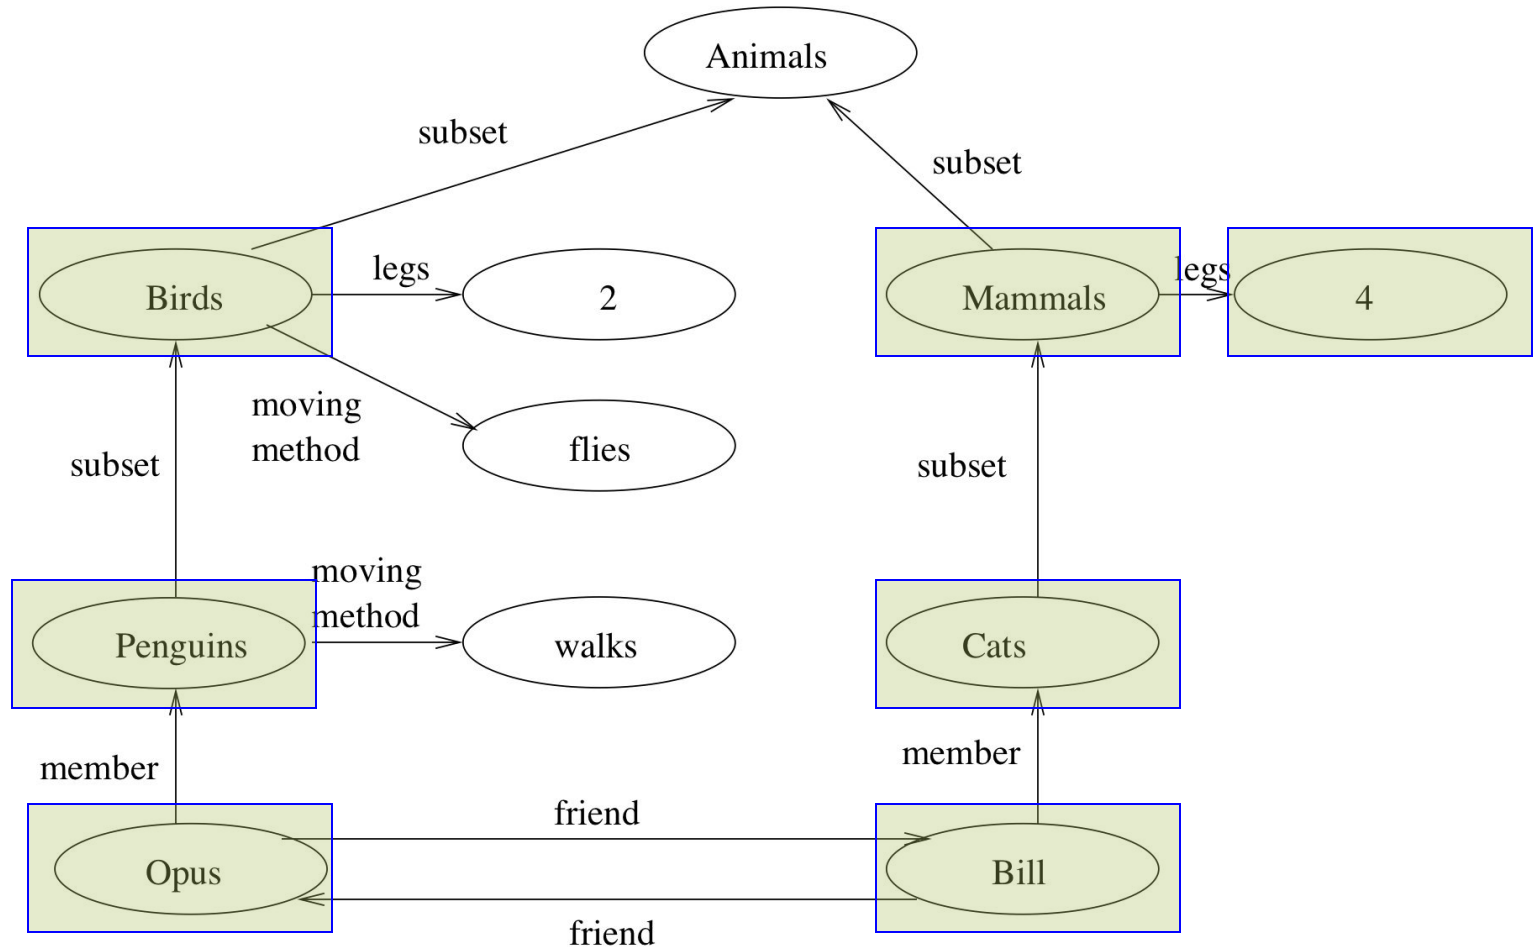 Animals
subset
subset
Birds
legs
2
Mammals
legs
4
moving
method
flies
subset
subset
moving
method
Penguins
walks
Cats
member
member
friend
Opus
Bill
friend